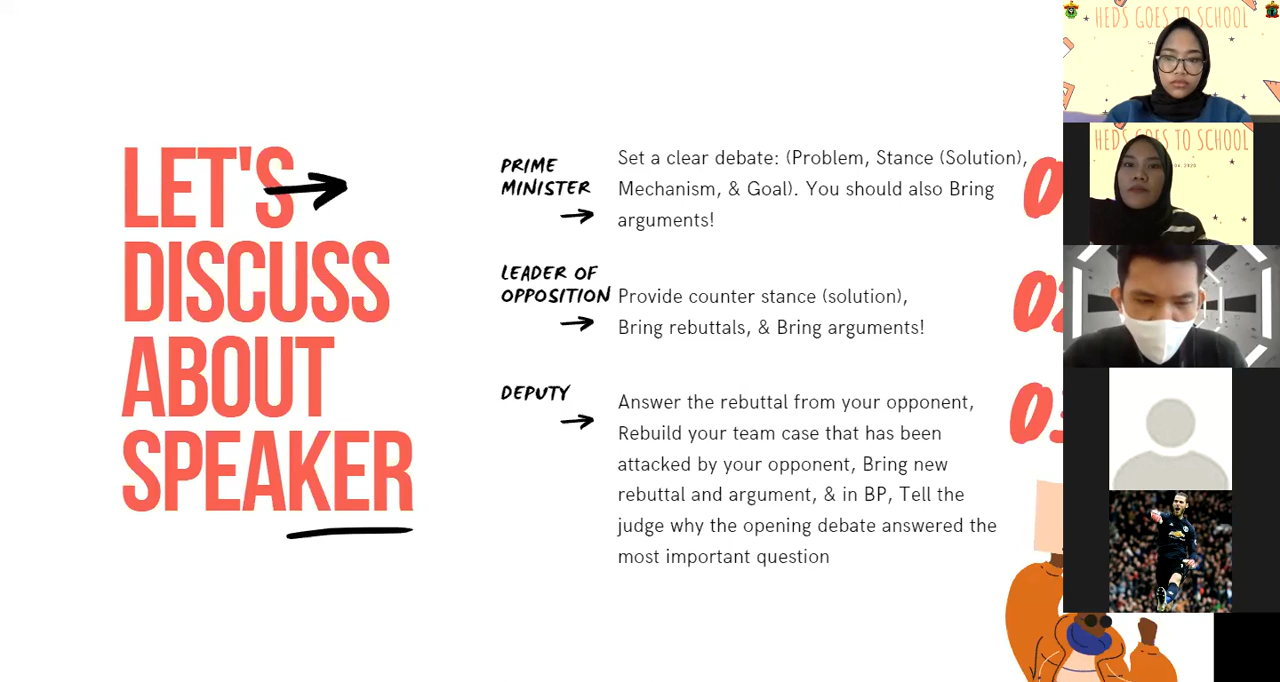 LET'S
DISCUSS
ABOUT
SPEAKER
PRIME
MINISTER
Set a clear debate: (Problem, Stance (Solution),
Mechanism, & Goal). You should also Bring
arguments!
LEADER OF
OPPOSITION
Provide counter stance (solution),
Bring rebuttals, & Bring arguments!
DEPUTY
Answer the rebuttal from your opponent,
Rebuild your team case that has been
attacked by your opponent, Bring new
rebuttal and argument, & in BP, Tell the
judge why the opening debate answered the
most important question
HEDS GOES TO SCHOOL
HEDS GOES TO SCHOOL